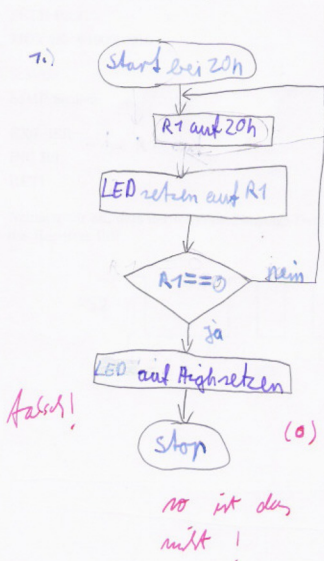 1.)
Start bei 20h
R1 auf 20h
LED setzen auf R1
R1==0
nein
ja
LED auf High setzen
Falsch!
Stop
(0)
so ist das
nicht !